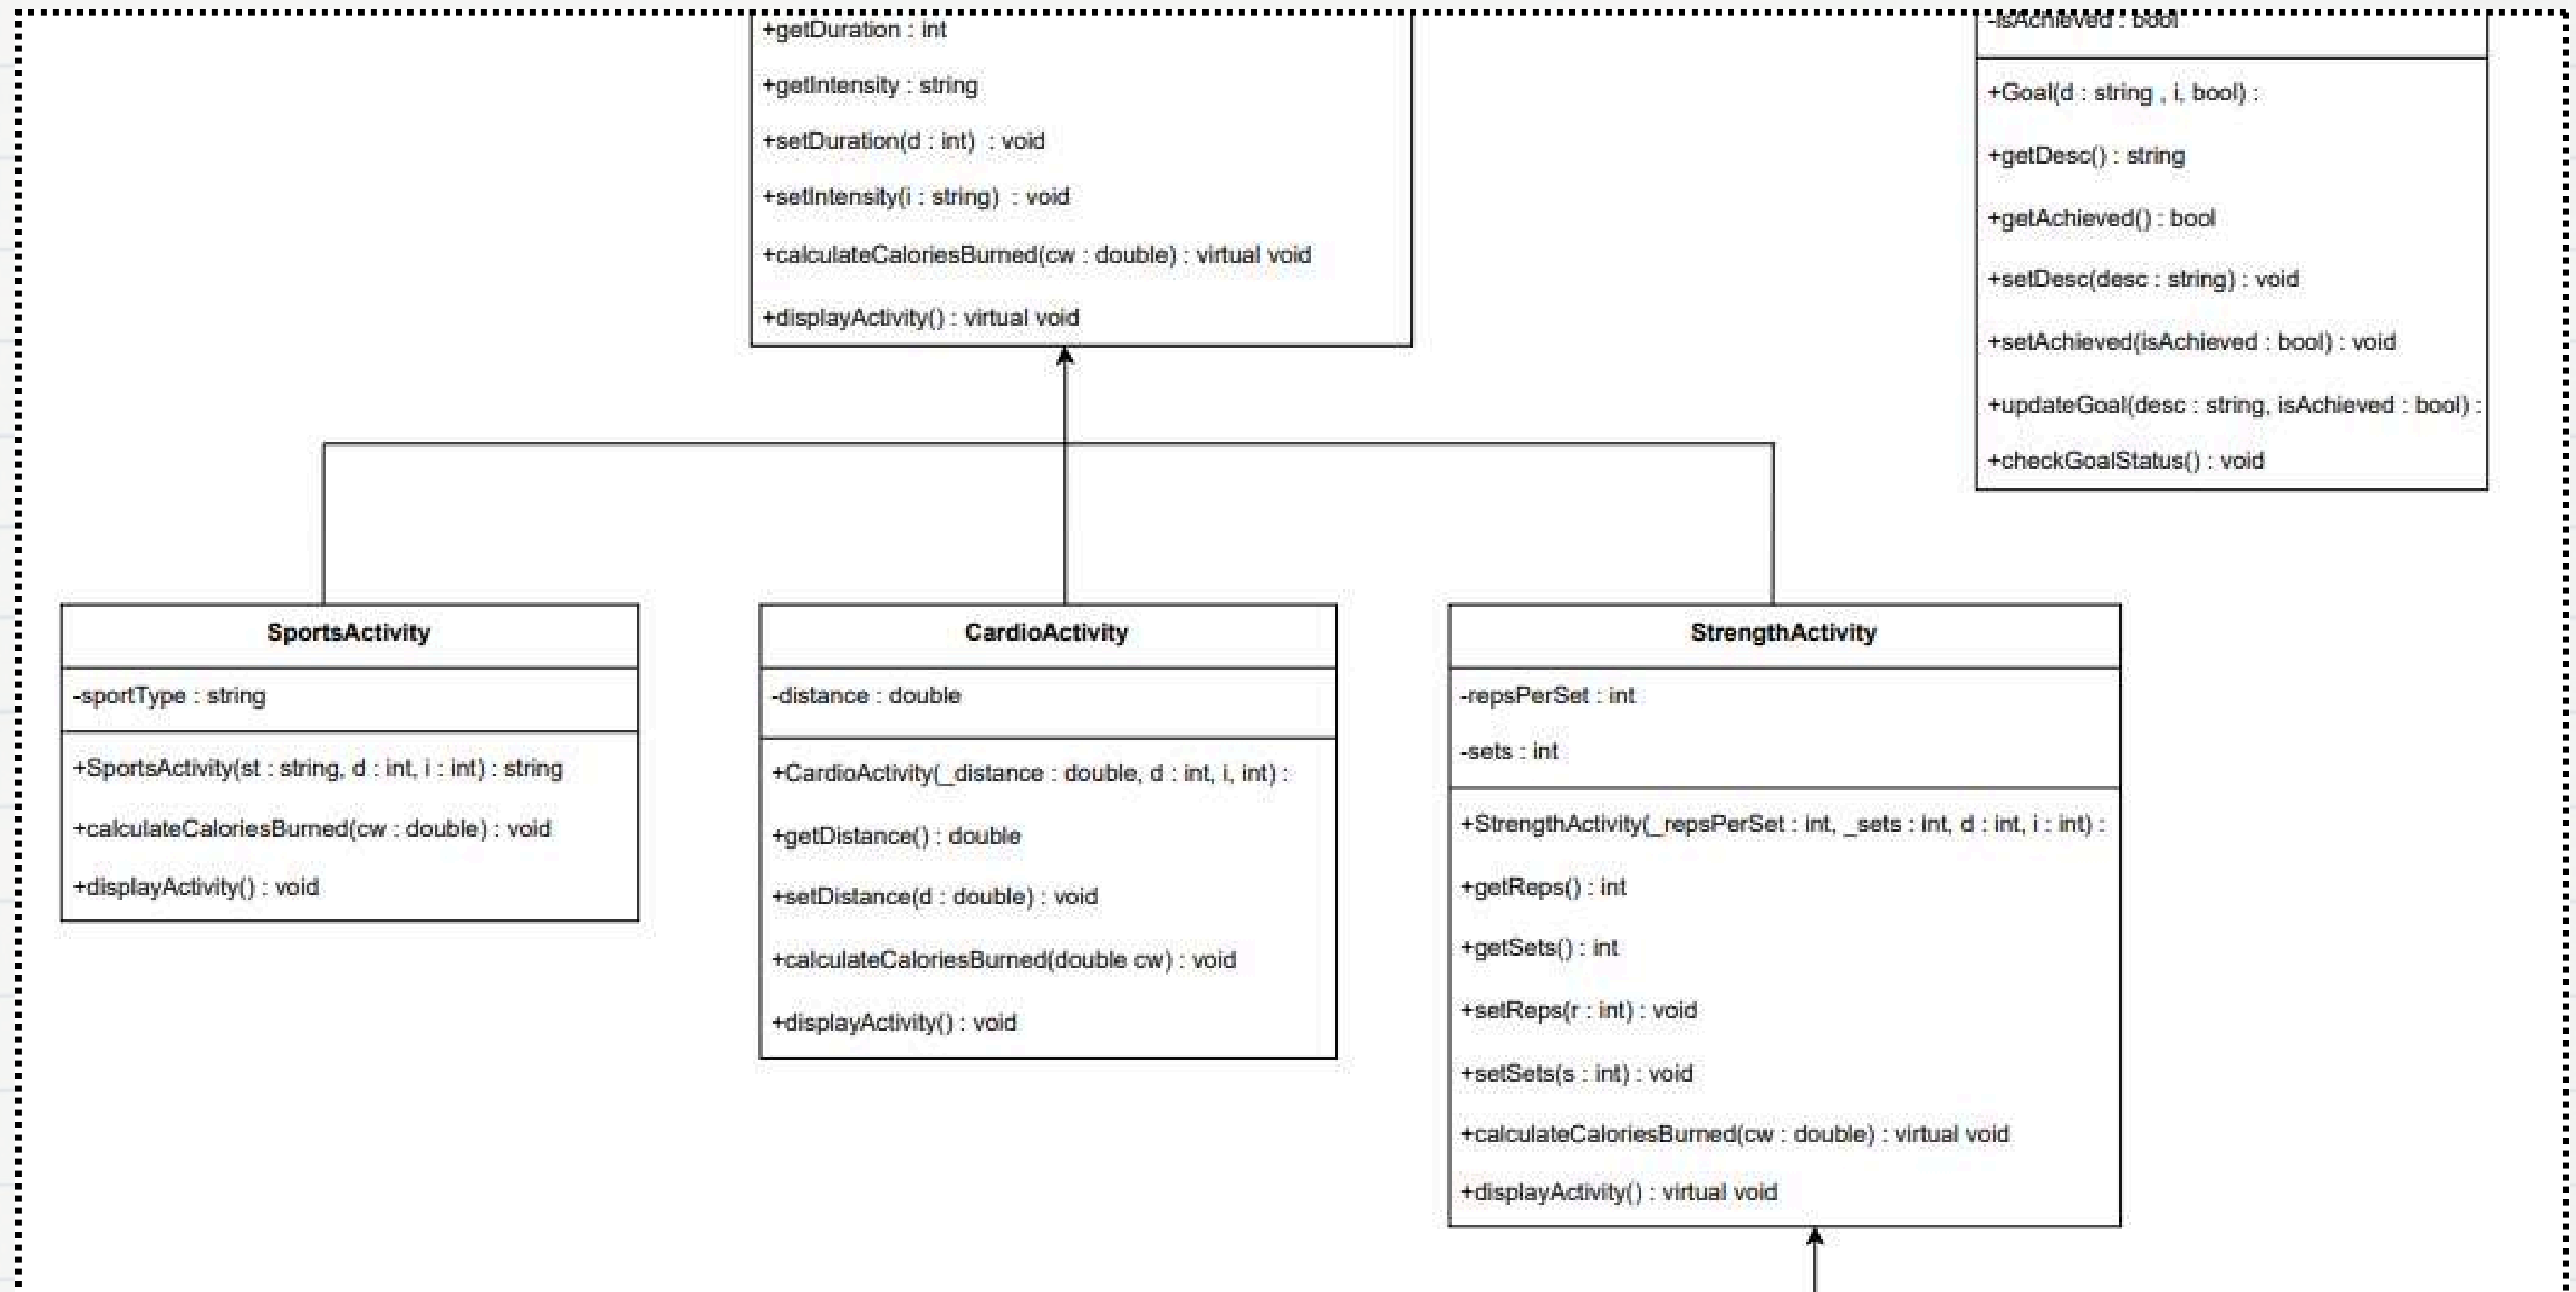 +getDuration : int
+getIntensity : string
+setDuration(d : int) : void
+setIntensity(i : string) : void
+calculateCaloriesBurned(cw : double) : virtual void
+displayActivity() : virtual void
-isAchieved : bool
+Goal(d : string , i, bool) :
+getDesc() : string
+getAchieved() : bool
+setDesc(desc : string) : void
+setAchieved(isAchieved : bool) : void
+updateGoal(desc : string, isAchieved : bool) :
+checkGoalStatus() : void
SportsActivity
-sportType : string
+SportsActivity(st : string, d : int, i : int) : string
+calculateCaloriesBurned(cw : double) : void
+displayActivity() : void
CardioActivity
-distance : double
+CardioActivity(_distance : double, d : int, i, int) :
+getDistance() : double
+setDistance(d : double) : void
+calculateCaloriesBurned(double cw) : void
+displayActivity() : void
StrengthActivity
-repsPerSet : int
-sets : int
+StrengthActivity(_repsPerSet : int, _sets : int, d : int, i : int) :
+getReps() : int
+getSets() : int
+setReps(r : int) : void
+setSets(s : int) : void
+calculateCaloriesBurned(cw : double) : virtual void
+displayActivity() : virtual void